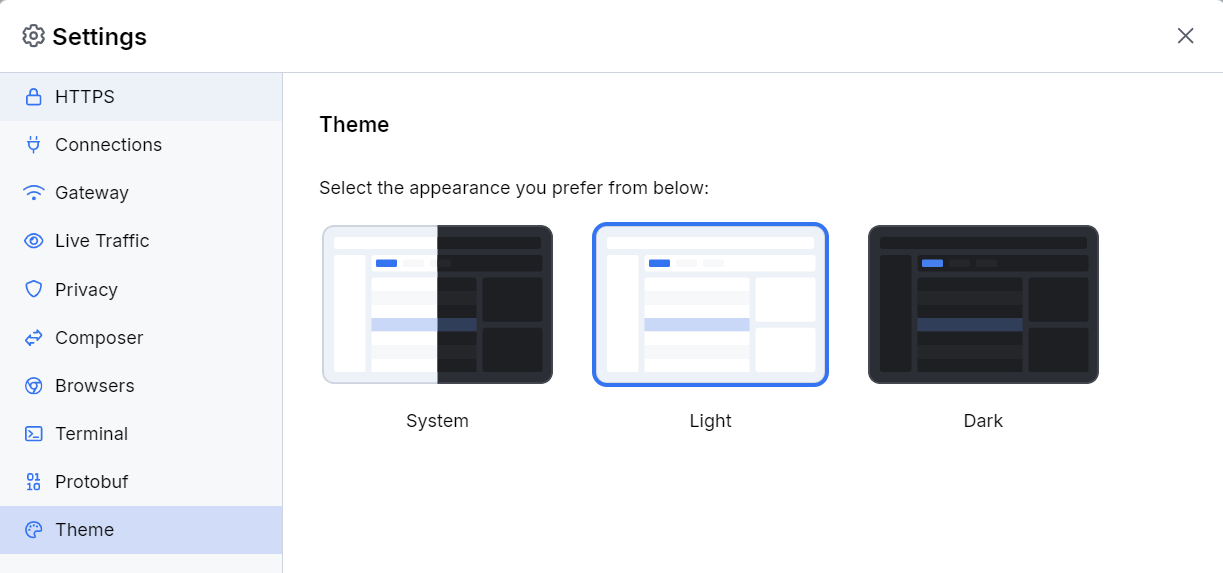 Settings
HTTPS
Connections
Gateway
Live Traffic
Privacy
Composer
Browsers
Terminal
Protobuf
Theme
Theme
Select the appearance you prefer from below:
System
Light
Dark